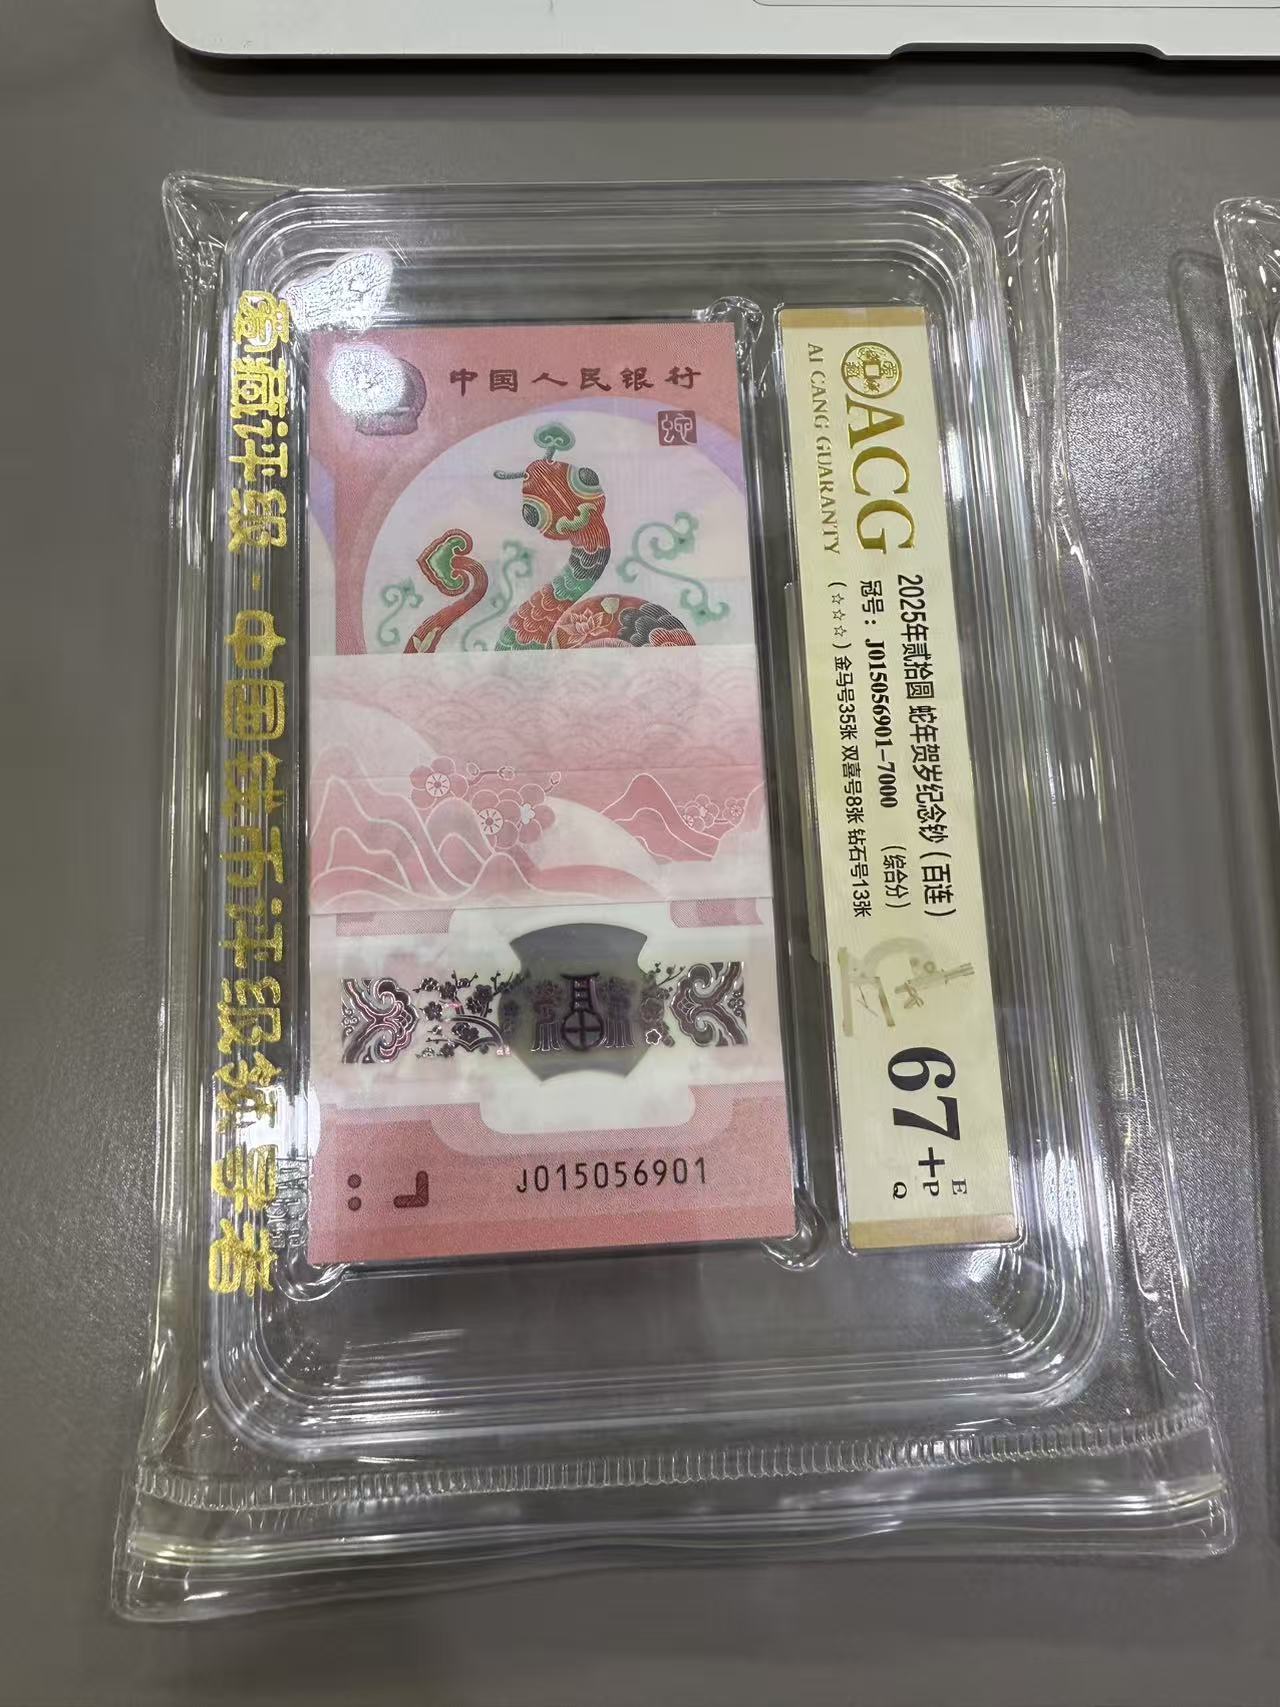 爱藏评级 - 中国钱币评级领导者
中国人民银行
J015056901
ACG
AI CANG GUARANTY
2025年贰拾圆 蛇年贺岁纪念钞（百连）
冠号：J015056901-7000 （综合分）
（☆☆☆）金马号35张 双喜号8张 钻石号13张
67+
E
P
Q